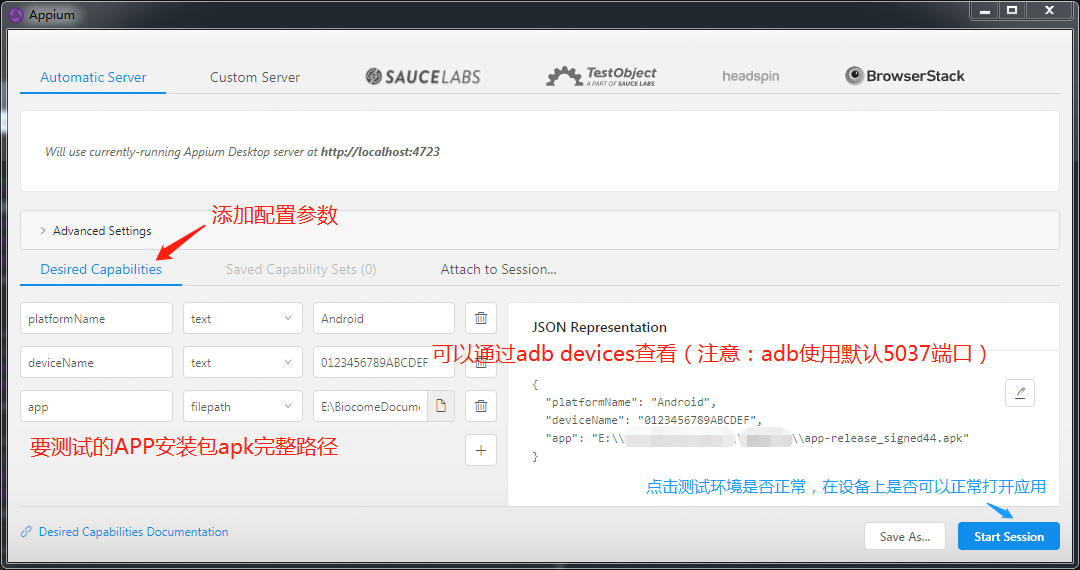 Appium
Automatic Server
Custom Server
SAUCELABS
TestObject
A PART OF SAUCE LABS
headspin
BrowserStack
Will use currently-running Appium Desktop server at http://localhost:4723
添加配置参数
Advanced Settings
Desired Capabilities
Saved Capability Sets (0)
Attach to Session...
platformName
text
Android
deviceName
text
0123456789ABCDEF
app
filepath
E:\BiocomeDocum
要测试的APP安装包apk完整路径
JSON Representation
可以通过adb devices查看（注意：adb使用默认5037端口）
{
"platformName": "Android",
"deviceName": "0123456789ABCDEF",
"app": "E:\\ \ \\app-release_signed44.apk"
}
点击测试环境是否正常，在设备上是否可以正常打开应用
Desired Capabilities Documentation
Save As...
Start Session